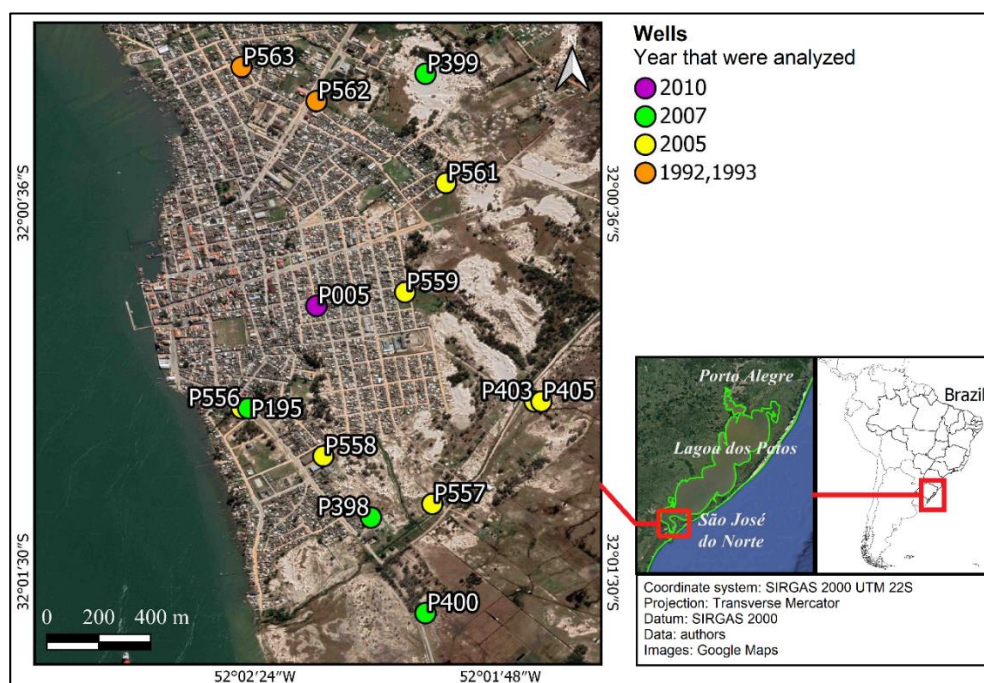 P563
P399
P562
P561
P559
P005
P556
P195
P403
P405
P558
P398
P557
P400
0
200
400 m
32°00'36"S
32°01'30"S
32°00'36"S
32°01'30"S
52°02'24"W
52°01'48"W
Wells
Year that were analyzed
2010
2007
2005
1992,1993
Porto Alegre
Lagoa dos Patos
São José
do Norte
Brazil
Coordinate system: SIRGAS 2000 UTM 22S
Projection: Transverse Mercator
Datum: SIRGAS 2000
Data: authors
Images: Google Maps